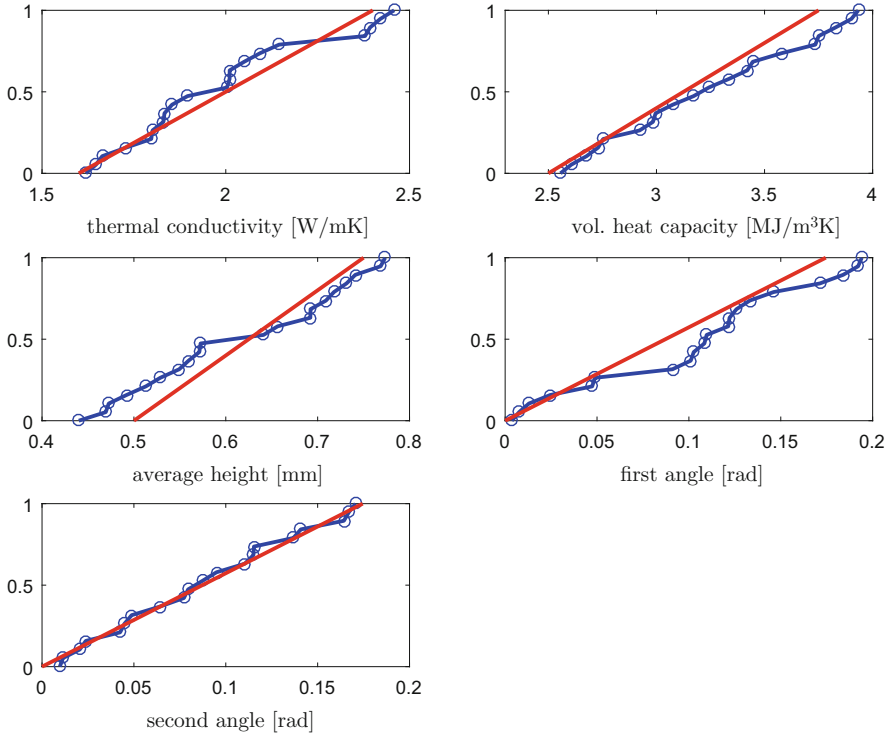 1
0.5
0
1.5 2 2.5
thermal conductivity [W/mK]
1
0.5
0
2.5 3 3.5 4
vol. heat capacity [MJ/m³K]
1
0.5
0
0.4 0.5 0.6 0.7 0.8
average height [mm]
1
0.5
0
0 0.05 0.1 0.15 0.2
first angle [rad]
1
0.5
0
0 0.05 0.1 0.15 0.2
second angle [rad]